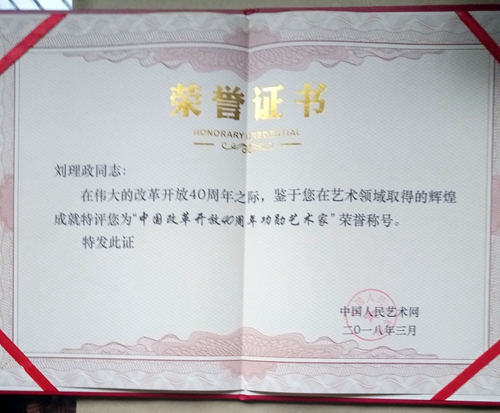 荣誉证书
HONORARY CREDENTIAL
刘理政同志：
在伟大的改革开放40周年之际，鉴于您在艺术领域取得的辉煌
成就特评您为“中国改革开放40周年功勋艺术家”荣誉称号。
特发此证
中国人民艺术网
二〇一八年三月